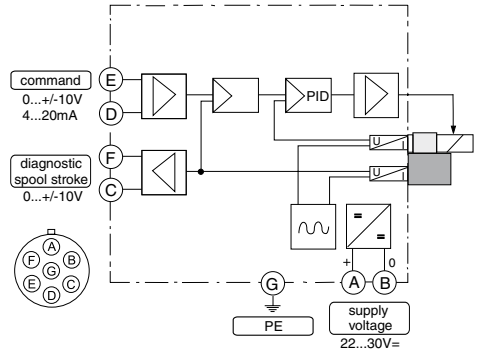 command
0...+/-10V
4...20mA
E
D
PID
diagnostic
spool stroke
0...+/-10V
F
C
U
I
U
I
=
=
+
0
A
F
B
G
E
C
D
G
A
B
PE
supply
voltage
22...30V=